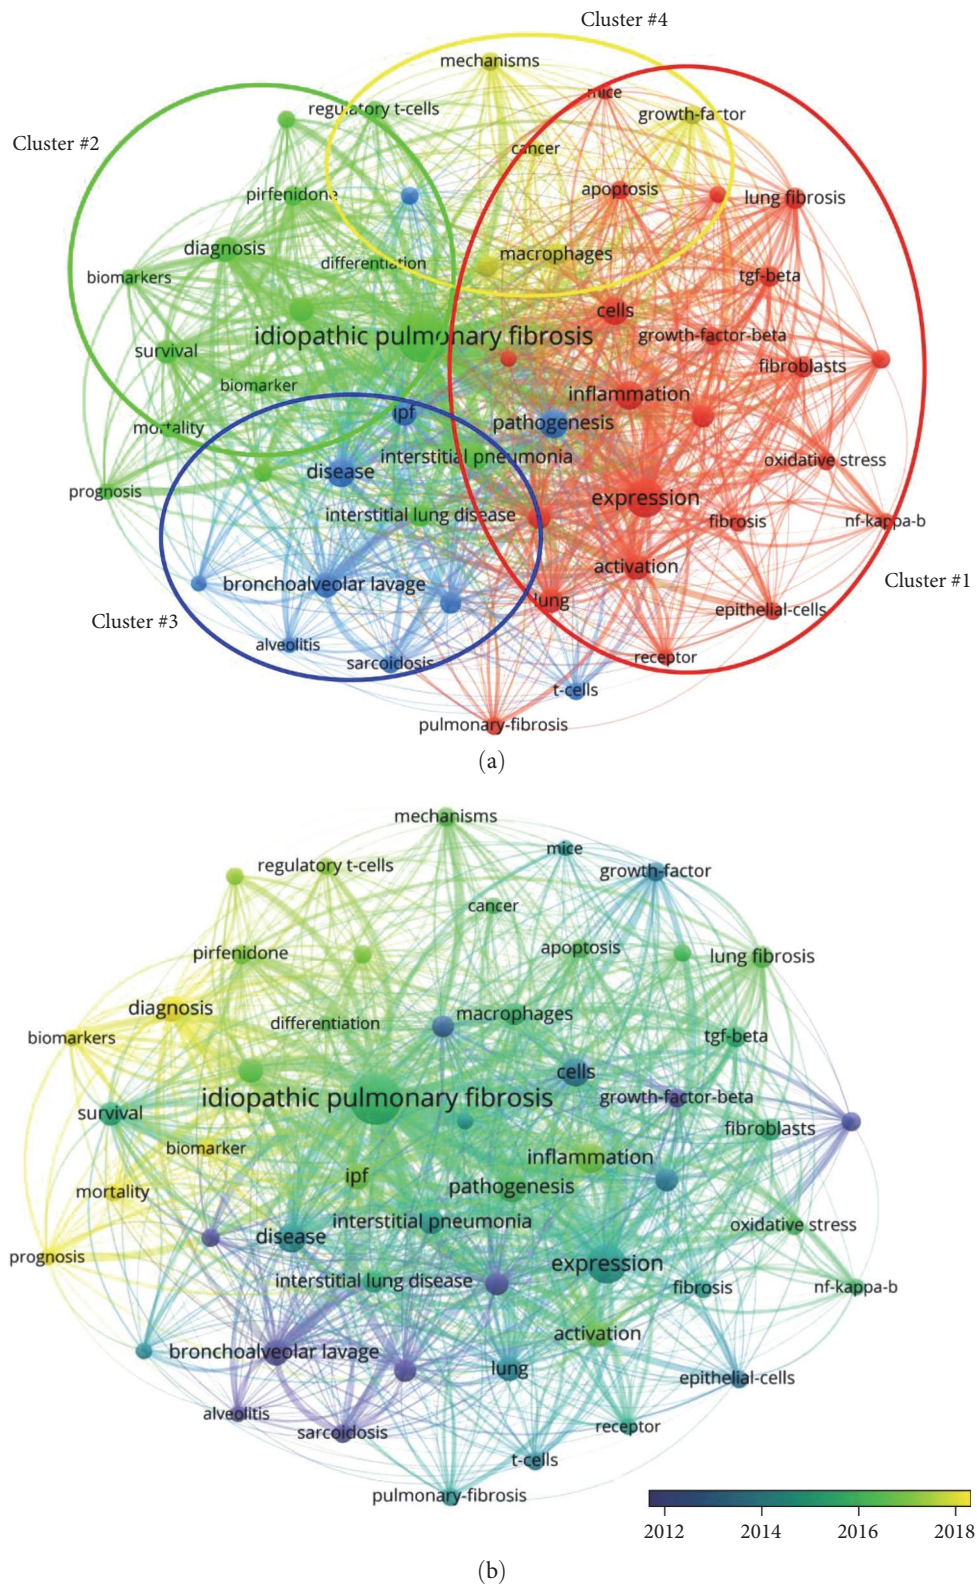 Cluster #4
mechanisms
mice
regulatory t-cells
growth-factor
Cluster #2
cancer
pirfenidone
apoptosis
lung fibrosis
diagnosis
macrophages
differentiation
biomarkers
tgf-beta
cells
idiopathic pulmonary fibrosis
growth-factor-beta
survival
fibroblasts
biomarker
inflammation
ipf
pathogenesis
mortality
interstitial pneumonia
oxidative stress
disease
prognosis
expression
interstitial lung disease
fibrosis
nf-kappa-b
activation
Cluster #1
bronchoalveolar lavage
lung
epithelial-cells
Cluster #3
alveolitis
sarcoidosis
receptor
t-cells
pulmonary-fibrosis
(a)
mechanisms
mice
regulatory t-cells
growth-factor
cancer
pirfenidone
apoptosis
lung fibrosis
diagnosis
macrophages
differentiation
biomarkers
tgf-beta
cells
idiopathic pulmonary fibrosis
growth-factor-beta
survival
fibroblasts
biomarker
inflammation
ipf
pathogenesis
mortality
interstitial pneumonia
oxidative stress
disease
prognosis
expression
interstitial lung disease
fibrosis
nf-kappa-b
activation
bronchoalveolar lavage
lung
epithelial-cells
alveolitis
sarcoidosis
receptor
t-cells
pulmonary-fibrosis
2012 2014 2016 2018
(b)